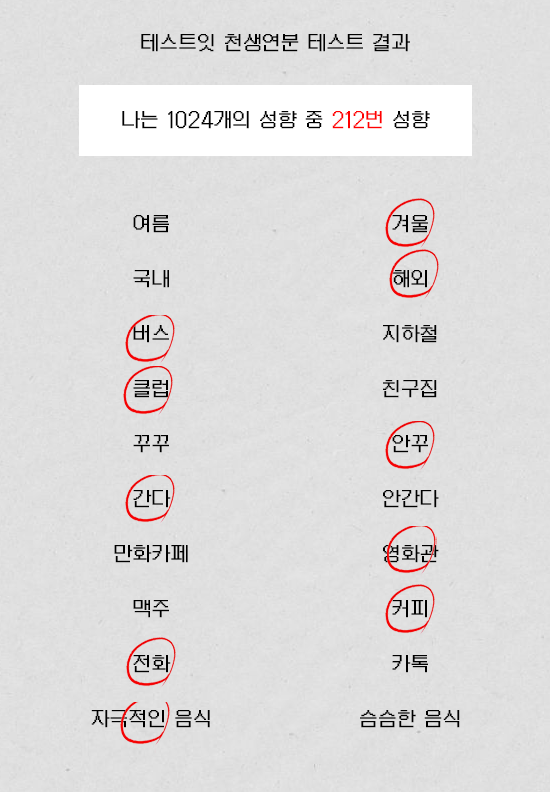 테스트잇 천생연분 테스트 결과
나는 1024개의 성향 중 212번 성향
여름 겨울
국내 해외
버스 지하철
클럽 친구집
꾸꾸 안꾸
간다 안간다
만화카페 영화관
맥주 커피
전화 카톡
자극적인 음식 슴슴한 음식